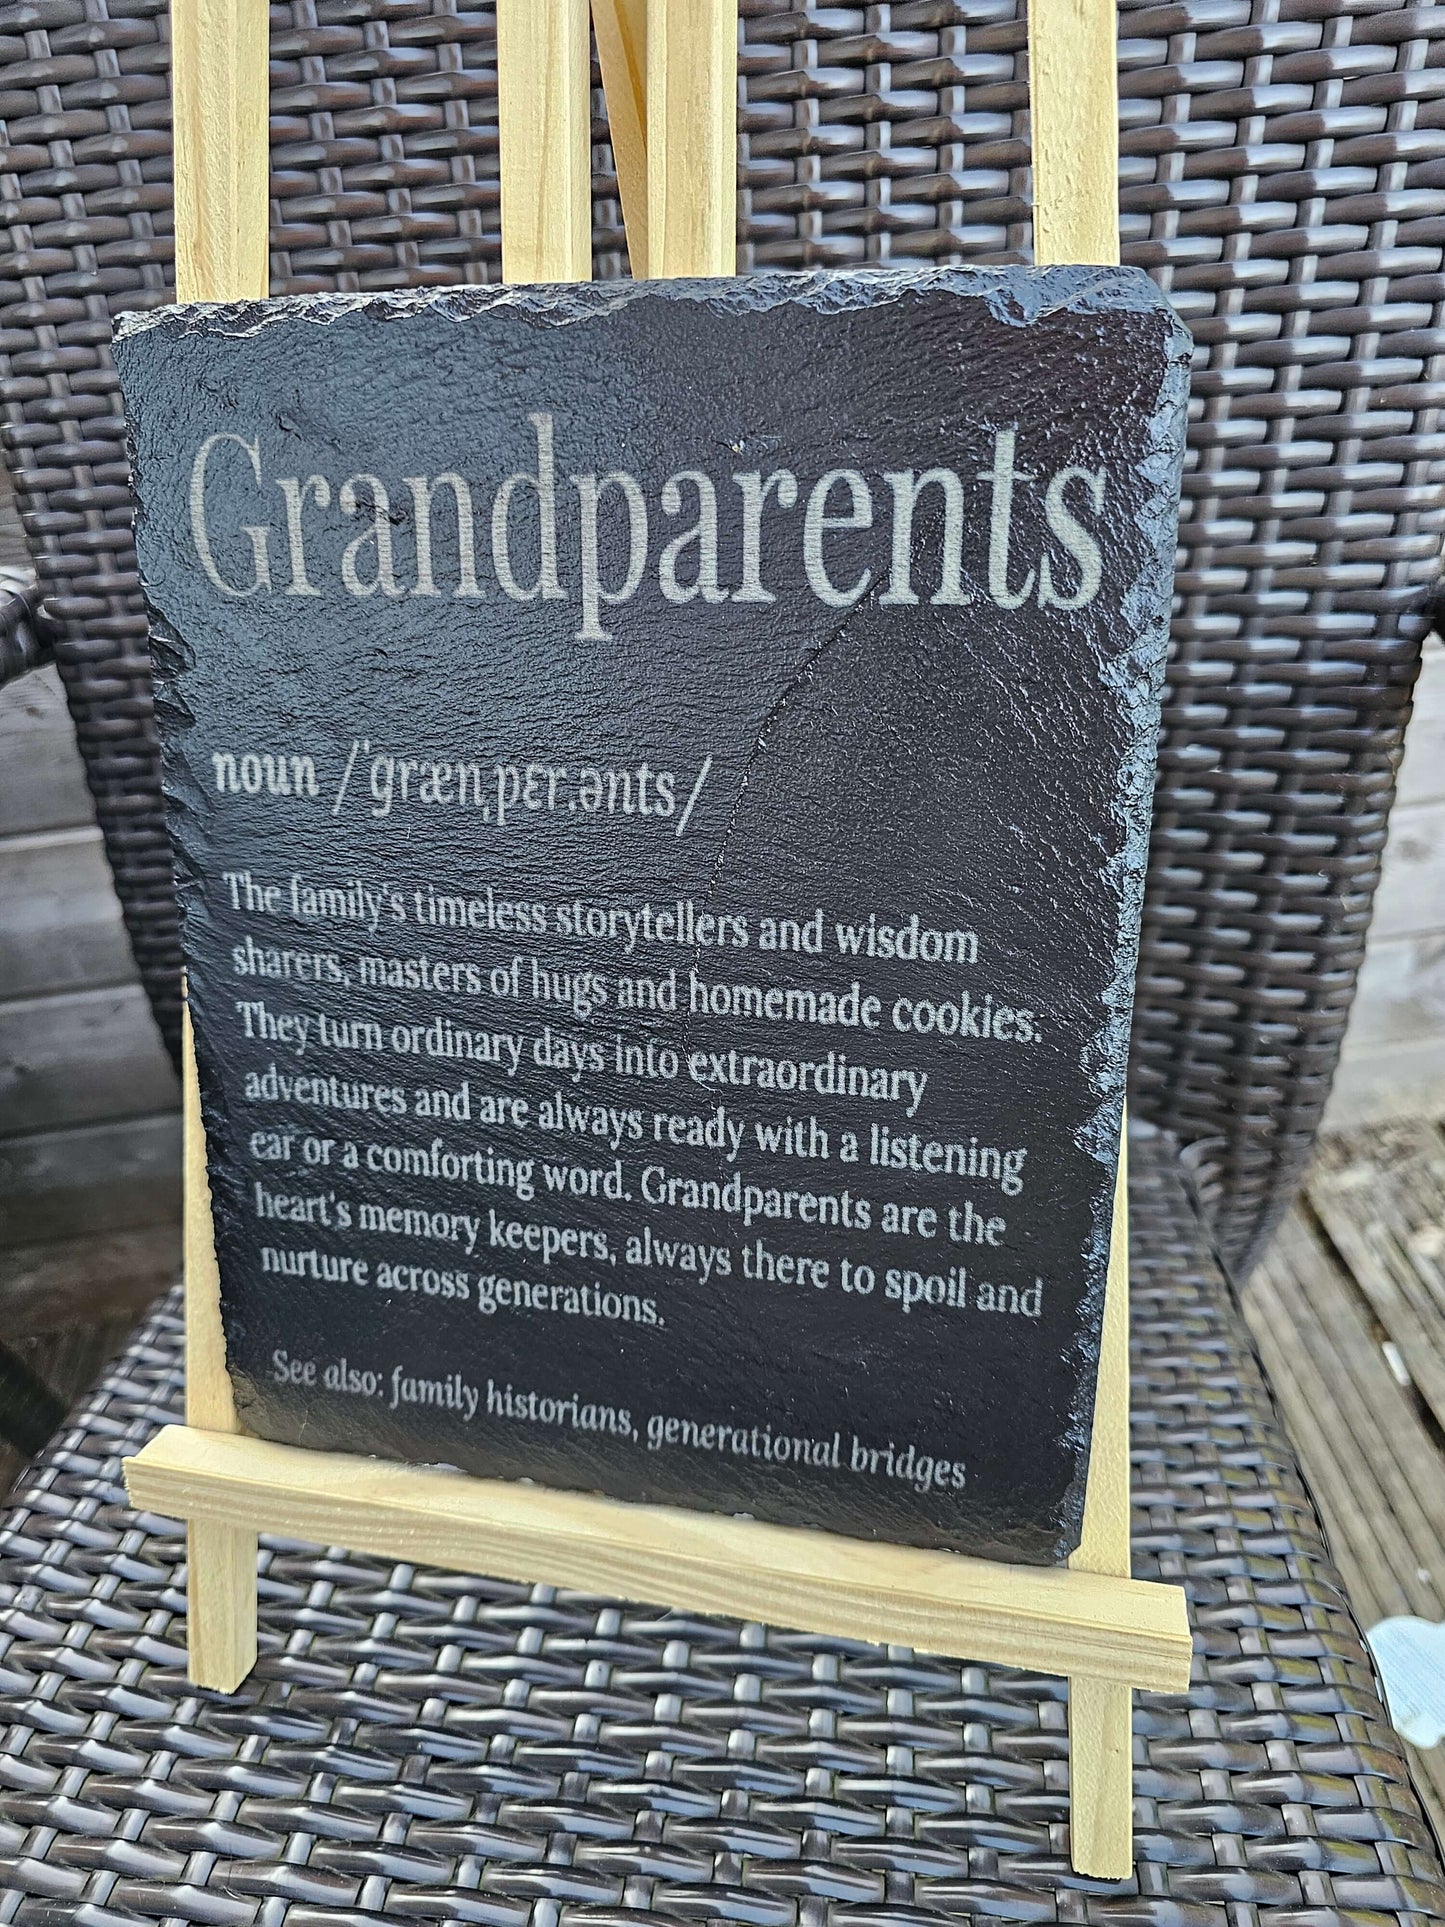 Grandparents
noun /ˈɡrænˌpɛr.ənts/
The family's timeless storytellers and wisdom
sharers, masters of hugs and homemade cookies.
They turn ordinary days into extraordinary
adventures and are always ready with a listening
ear or a comforting word. Grandparents are the
heart's memory keepers, always there to spoil and
nurture across generations.
See also: family historians, generational bridges